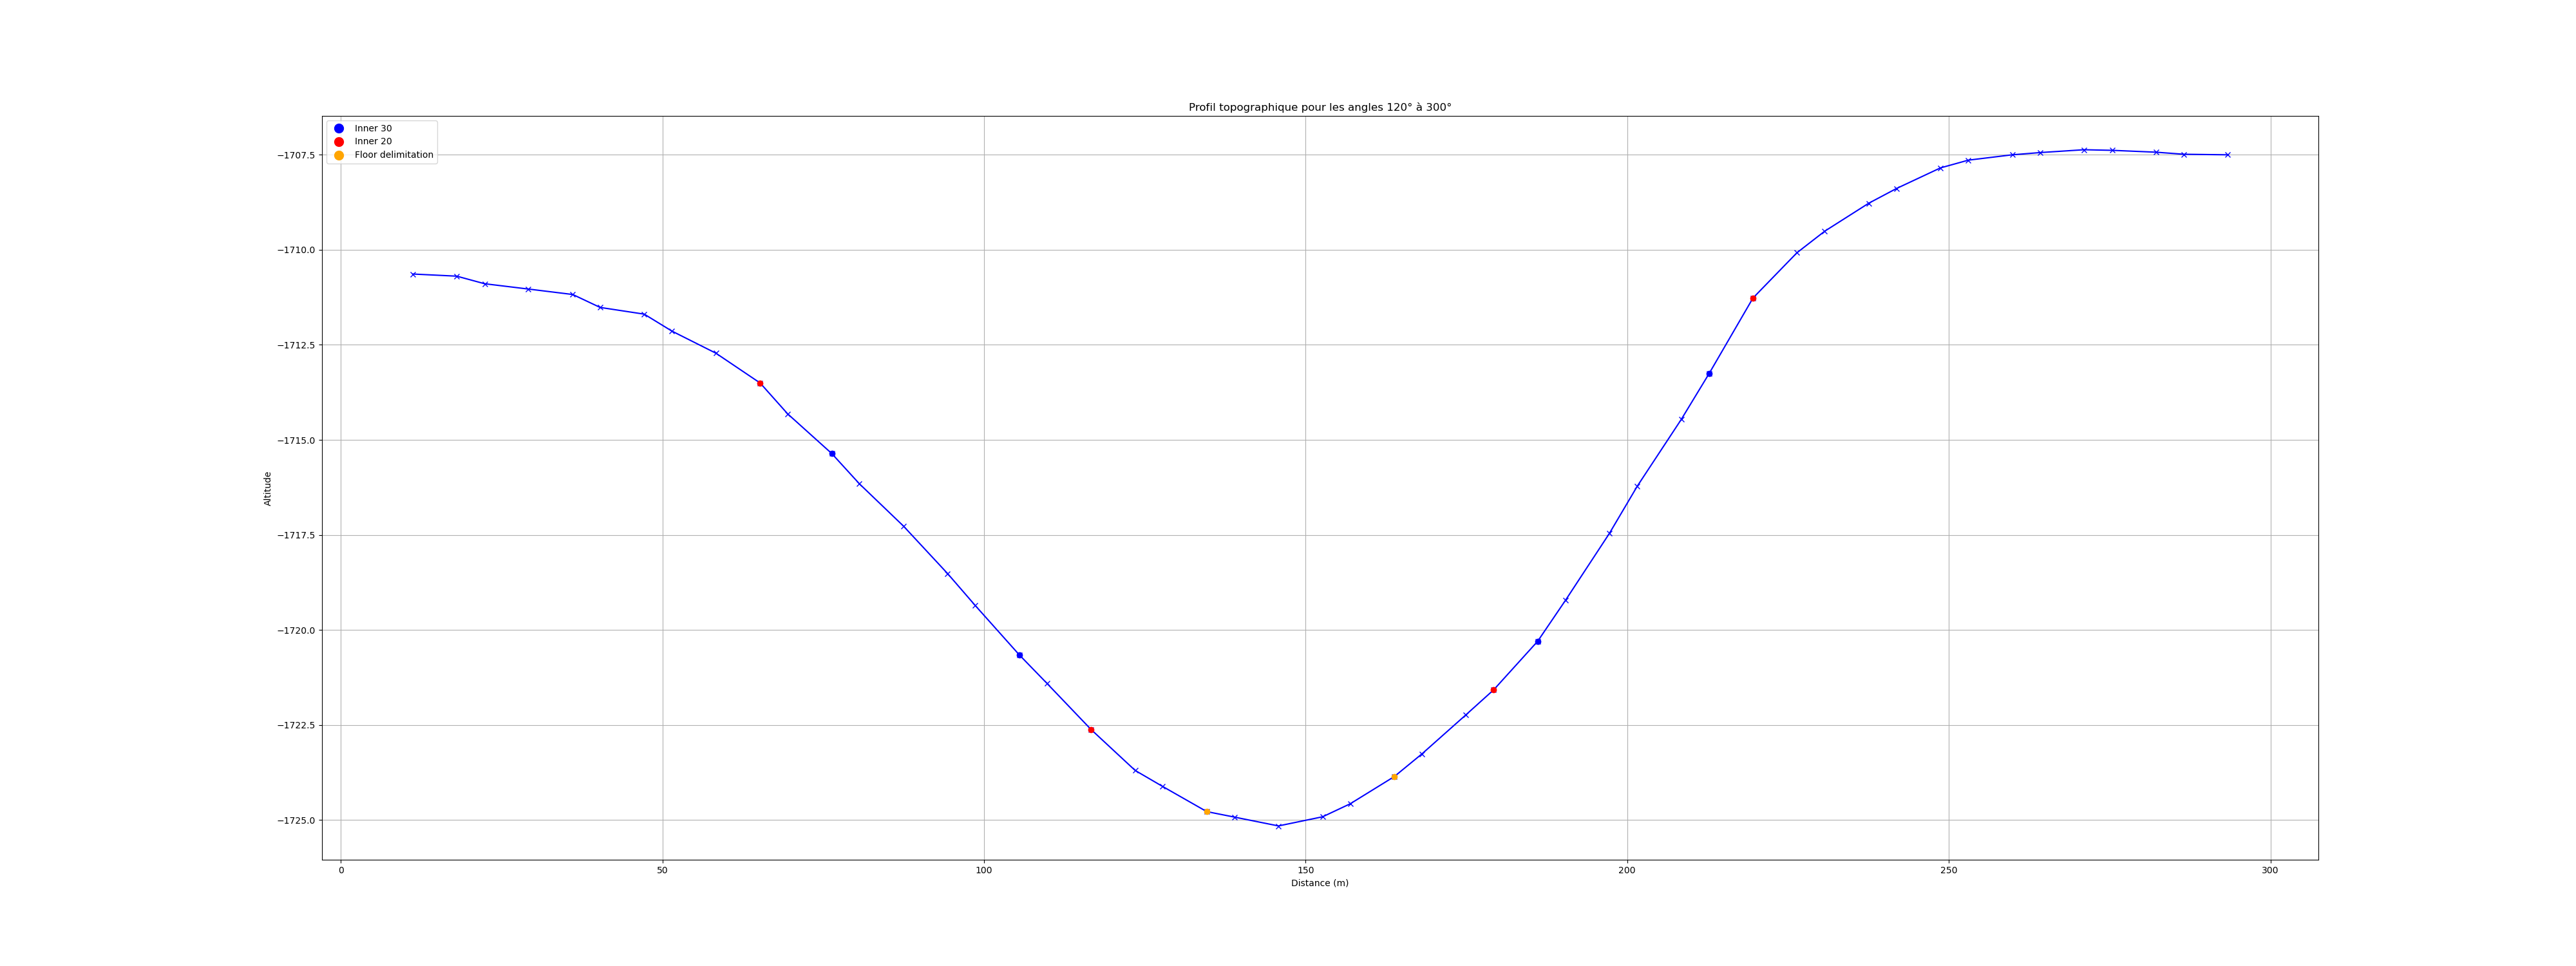 Profil topographique pour les angles 120° à 300°
Inner 30
Inner 20
Floor delimitation
−1707.5
−1710.0
−1712.5
−1715.0
−1717.5
−1720.0
−1722.5
−1725.0
Altitude
0 50 100 150 200 250 300
Distance (m)